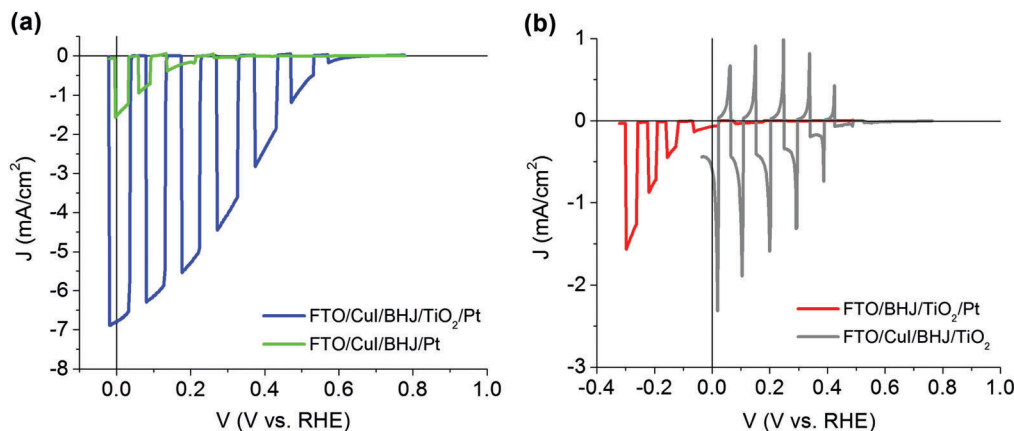 (a)
0
-1
-2
-3
-4
-5
-6
-7
-8
J (mA/cm²)
FTO/CuI/BHJ/TiO₂/Pt
FTO/CuI/BHJ/Pt
0.0 0.2 0.4 0.6 0.8 1.0
V (V vs. RHE)
(b)
1
0
-1
-2
-3
J (mA/cm²)
FTO/BHJ/TiO₂/Pt
FTO/CuI/BHJ/TiO₂
-0.4 -0.2 0.0 0.2 0.4 0.6 0.8 1.0
V (V vs. RHE)